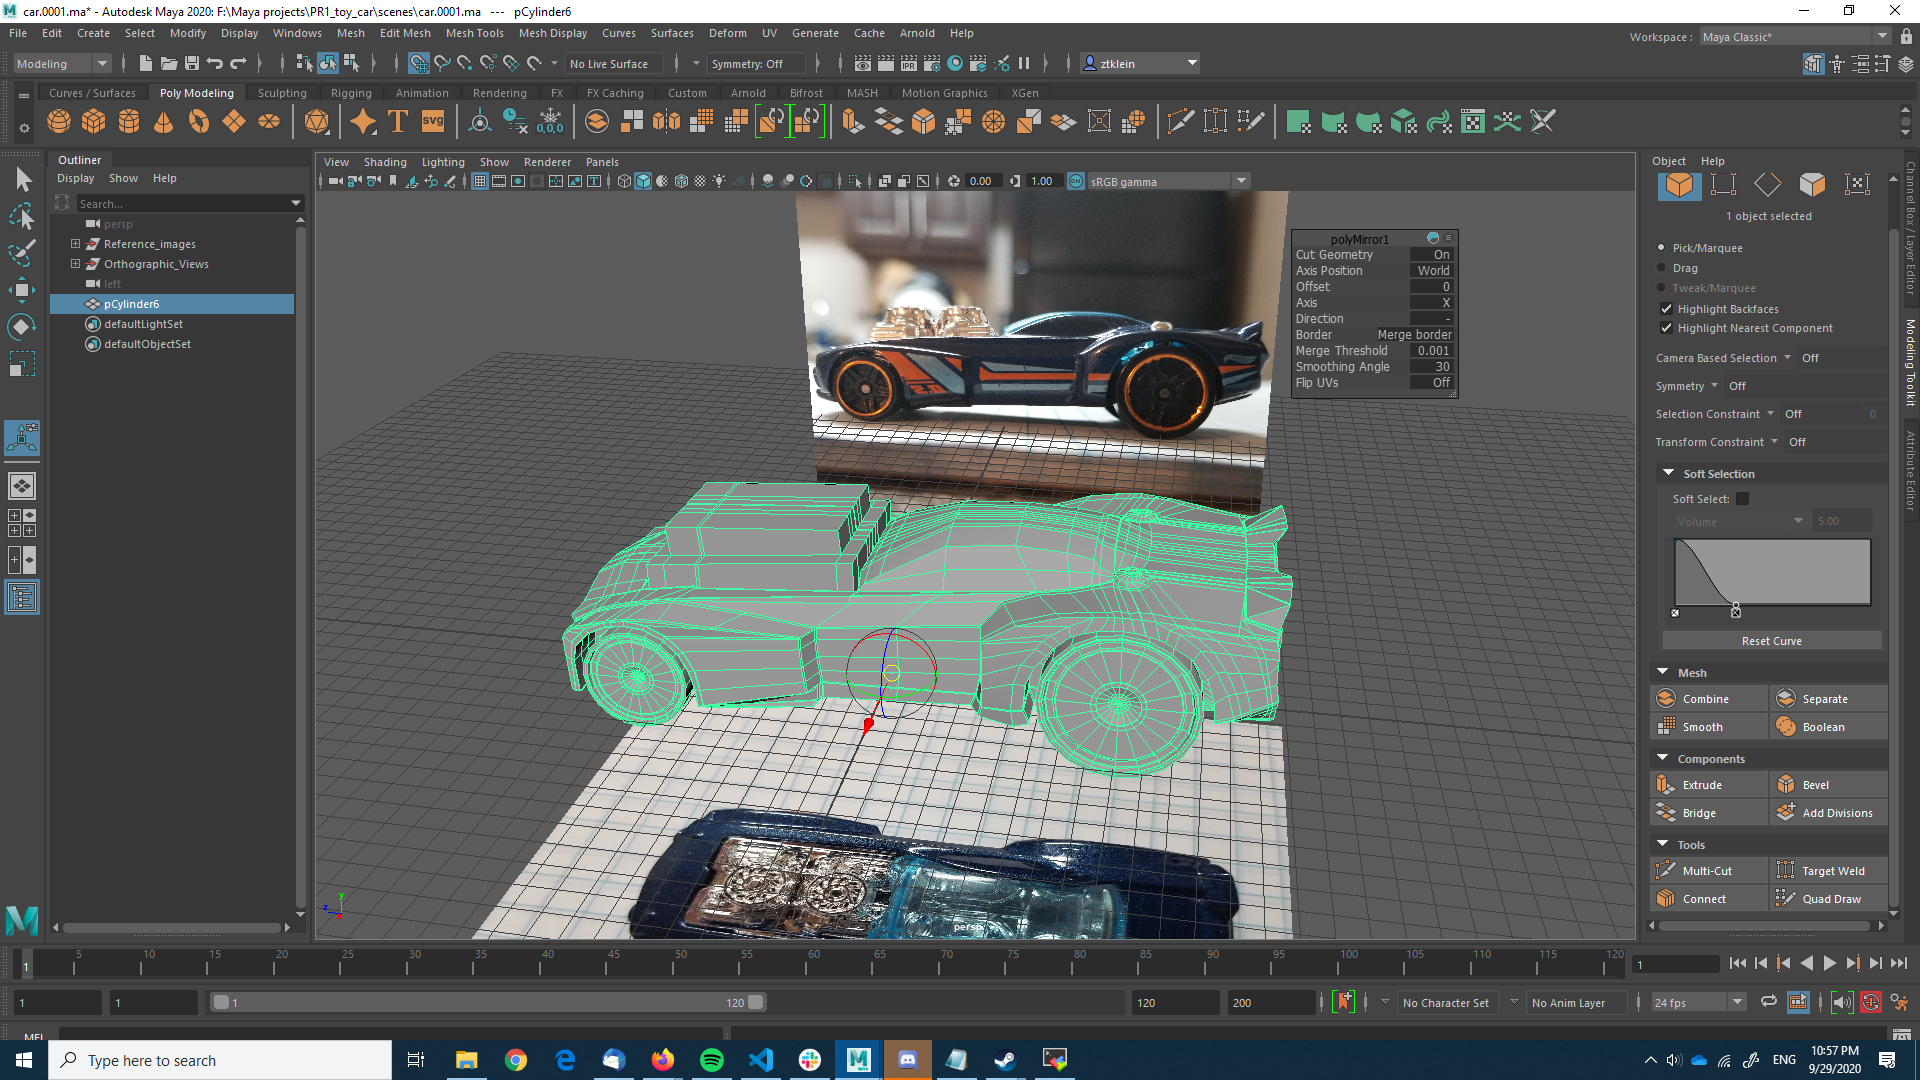 car.0001.ma* - Autodesk Maya 2020: F:\Maya projects\PR1_toy_car\scenes\car.0001.ma --- pCylinder6
File Edit Create Select Modify Display Windows Mesh Edit Mesh Mesh Tools Mesh Display Curves Surfaces Deform UV Generate Cache Arnold Help
Workspace : Maya Classic*
Modeling No Live Surface Symmetry: Off IPR ztklein
Curves / Surfaces Poly Modeling Sculpting Rigging Animation Rendering FX FX Caching Custom Arnold Bifrost MASH Motion Graphics XGen
T SVG 0,0,0
Outliner
Display Show Help
Search...
persp
Reference_images
Orthographic_Views
left
pCylinder6
defaultLightSet
defaultObjectSet
View Shading Lighting Show Renderer Panels
0.00 1.00 ON sRGB gamma
polyMirror1
Cut Geometry On
Axis Position World
Offset 0
Axis X
Direction -
Border Merge border
Merge Threshold 0.001
Smoothing Angle 30
Flip UVs Off
2.0
y
z
persp
Object Help
1 object selected
Pick/Marquee
Drag
Tweak/Marquee
Highlight Backfaces
Highlight Nearest Component
Camera Based Selection Off
Symmetry Off
Selection Constraint Off 0
Transform Constraint Off
Soft Selection
Soft Select:
Volume 5.00
Reset Curve
Mesh
Combine Separate
Smooth Boolean
Components
Extrude Bevel
Bridge Add Divisions
Tools
Multi-Cut Target Weld
Connect Quad Draw
Channel Box / Layer Editor
Modeling Toolkit
Attribute Editor
1 5 10 15 20 25 30 35 40 45 50 55 60 65 70 75 80 85 90 95 100 105 110 115 120 1
1 1 1 120 120 200 No Character Set No Anim Layer 24 fps
MEL
Type here to search
ENG
10:57 PM
9/29/2020